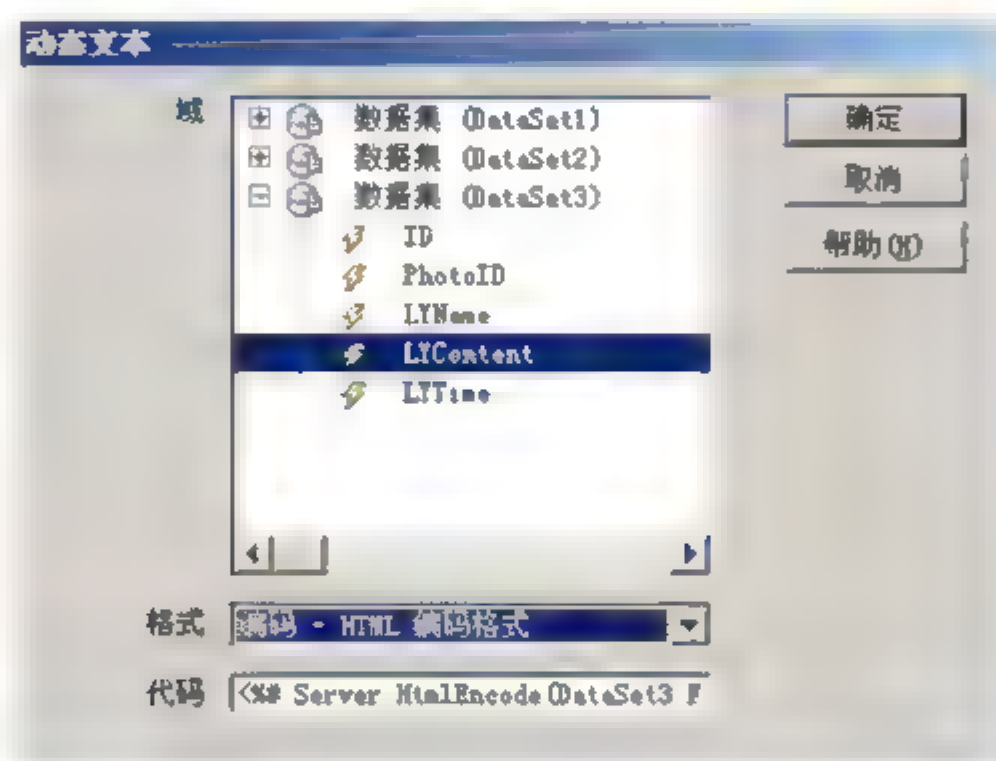 动态文本
域
数据集 (DataSet1)
数据集 (DataSet2)
数据集 (DataSet3)
ID
PhotoID
LYName
LYContent
LYTime
确定
取消
帮助(H)
格式 编码 - HTML 编码格式
代码 <%# Server HtmlEncode(DataSet3 F